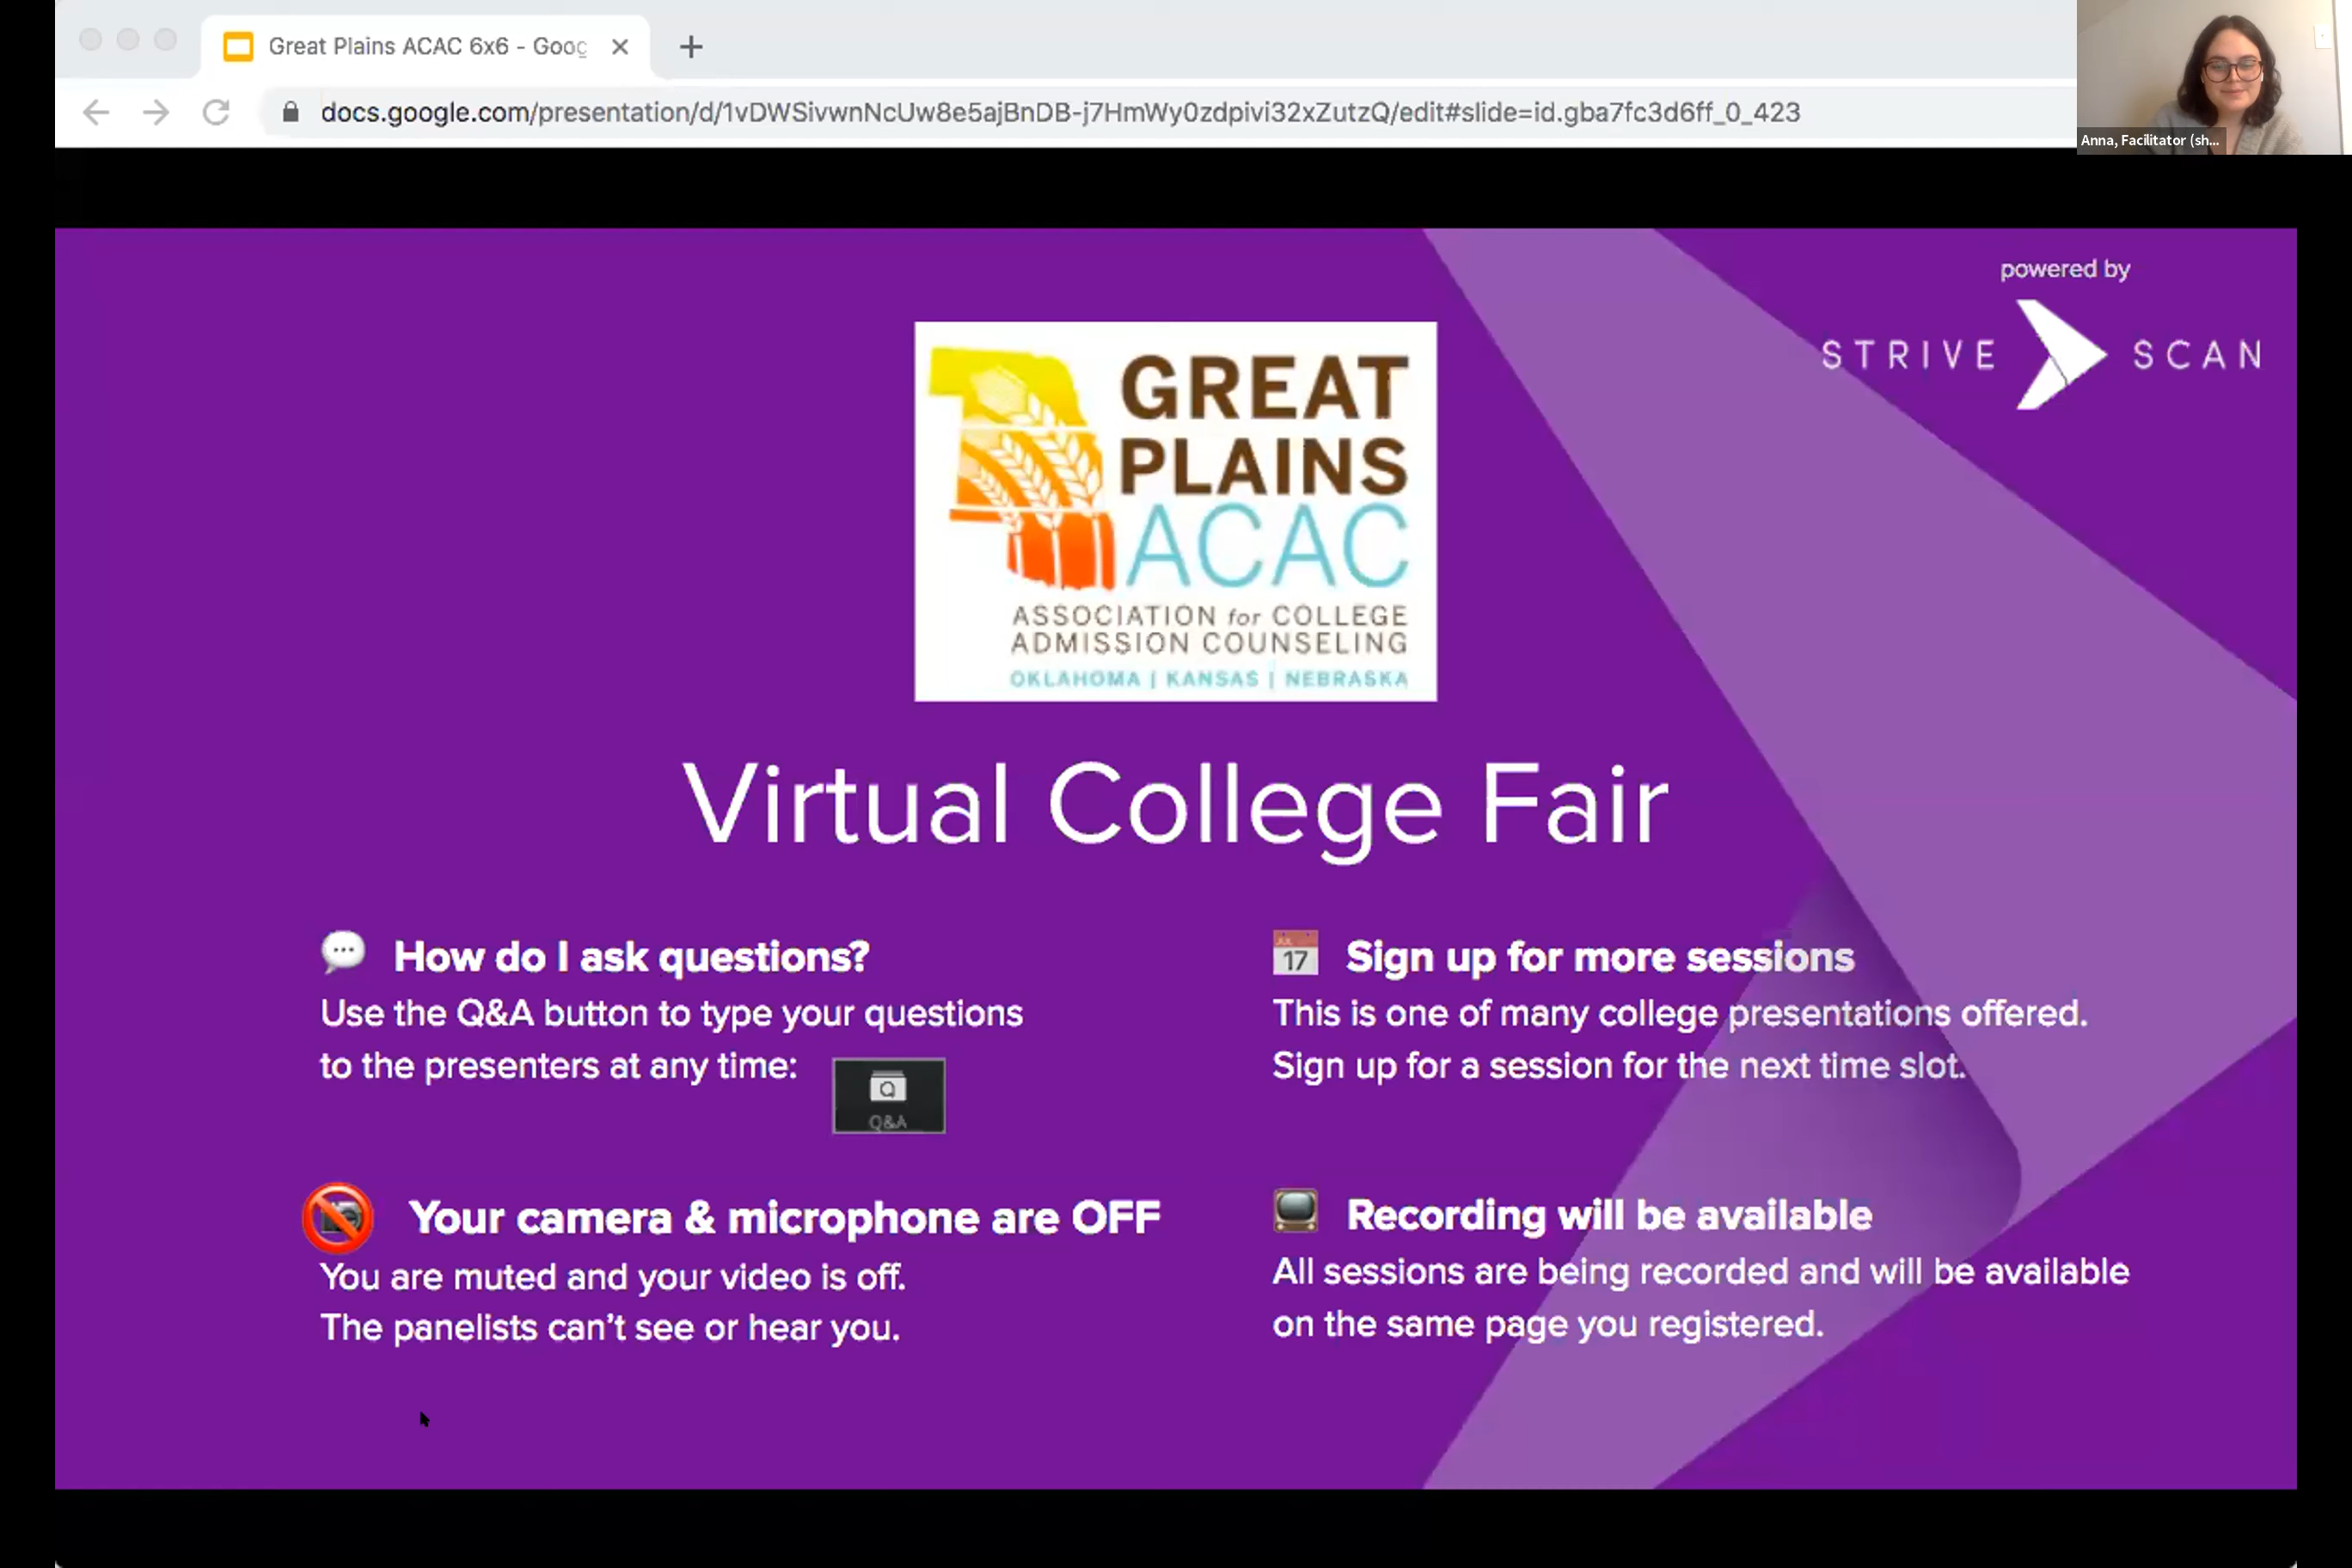 Great Plains ACAC 6x6 - Goog
docs.google.com/presentation/d/1vDWSivwnNcUw8e5ajBnDB-j7HmWy0zdpivi32xZutzQ/edit#slide=id.gba7fc3d6ff_0_423
Anna, Facilitator (sh...
powered by
STRIVE SCAN
GREAT
PLAINS
ACAC
ASSOCIATION for COLLEGE
ADMISSION COUNSELING
OKLAHOMA | KANSAS | NEBRASKA
Virtual College Fair
How do I ask questions?
Use the Q&A button to type your questions
to the presenters at any time:
Q&A
Your camera & microphone are OFF
You are muted and your video is off.
The panelists can't see or hear you.
JUL
17
Sign up for more sessions
This is one of many college presentations offered.
Sign up for a session for the next time slot.
Recording will be available
All sessions are being recorded and will be available
on the same page you registered.